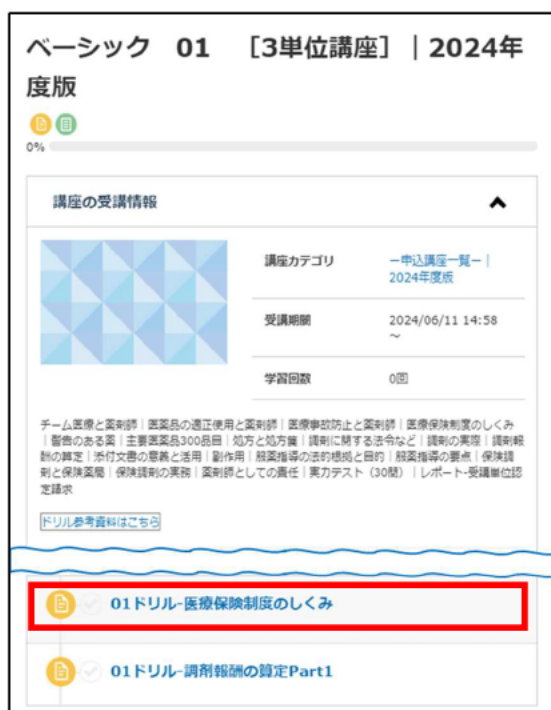 ベーシック　01　［3単位講座］｜2024年
度版
0%
講座の受講情報
講座カテゴリ
ー申込講座一覧ー｜
2024年度版
受講期間
2024/06/11 14:58
～
学習回数
0回
チーム医療と薬剤師｜医薬品の適正使用と薬剤師｜医療事故防止と薬剤師｜医療保険制度のしくみ
｜警告のある薬｜主要医薬品300品目｜処方と処方箋｜調剤に関する法令など｜調剤の実際｜調剤報
酬の算定｜添付文書の意義と活用｜副作用｜服薬指導の法的根拠と目的｜服薬指導の要点｜保険調
剤と保険薬局｜保険調剤の実務｜薬剤師としての責任｜実力テスト（30問）｜レポート-受講単位認
定請求
ドリル参考資料はこちら
01ドリル-医療保険制度のしくみ
01ドリル-調剤報酬の算定Part1